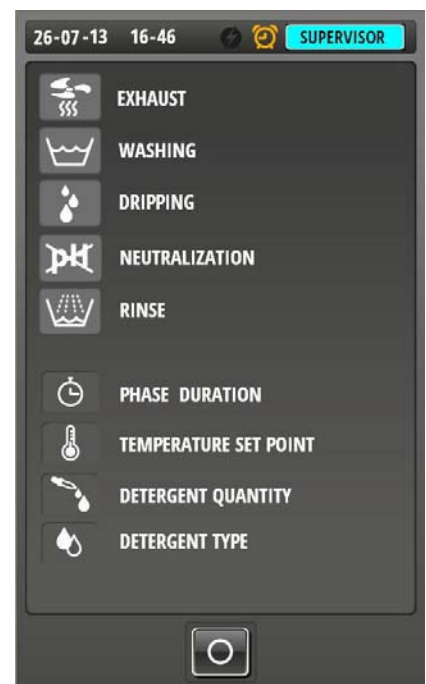 26-07-13 16-46 SUPERVISOR
EXHAUST
WASHING
DRIPPING
pH NEUTRALIZATION
RINSE
PHASE DURATION
TEMPERATURE SET POINT
DETERGENT QUANTITY
DETERGENT TYPE